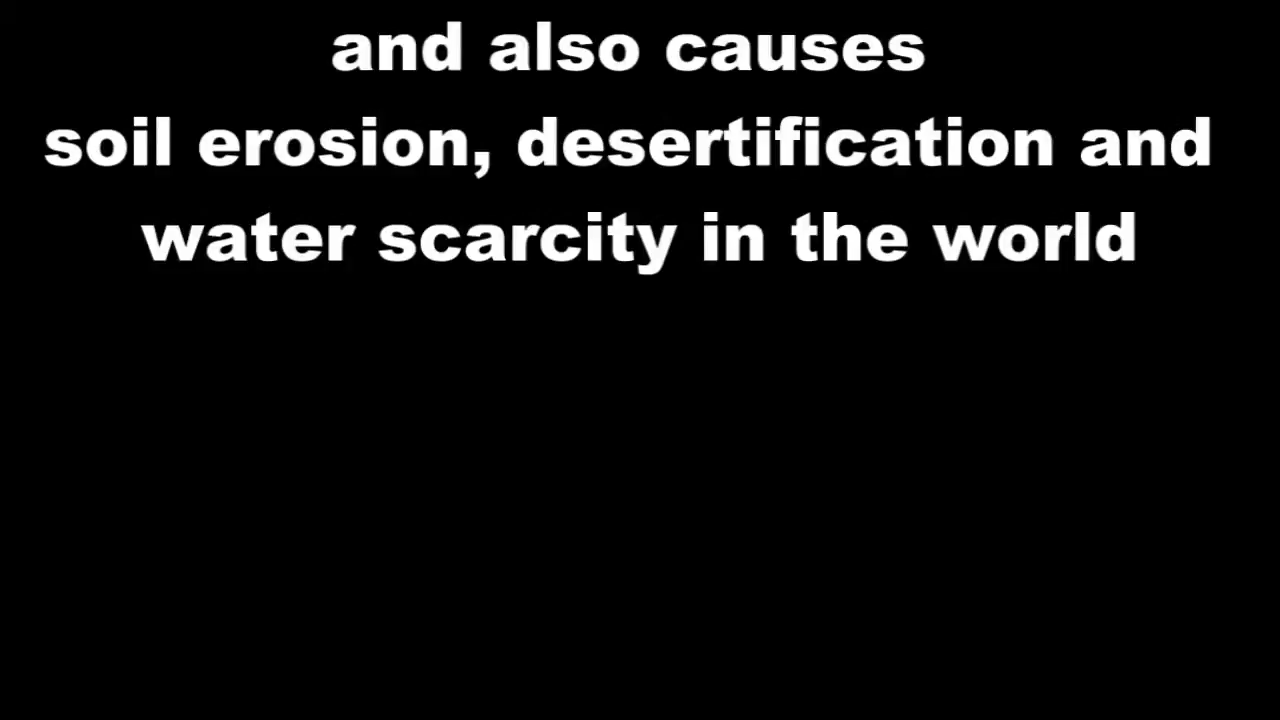 and also causes
soil erosion, desertification and
water scarcity in the world